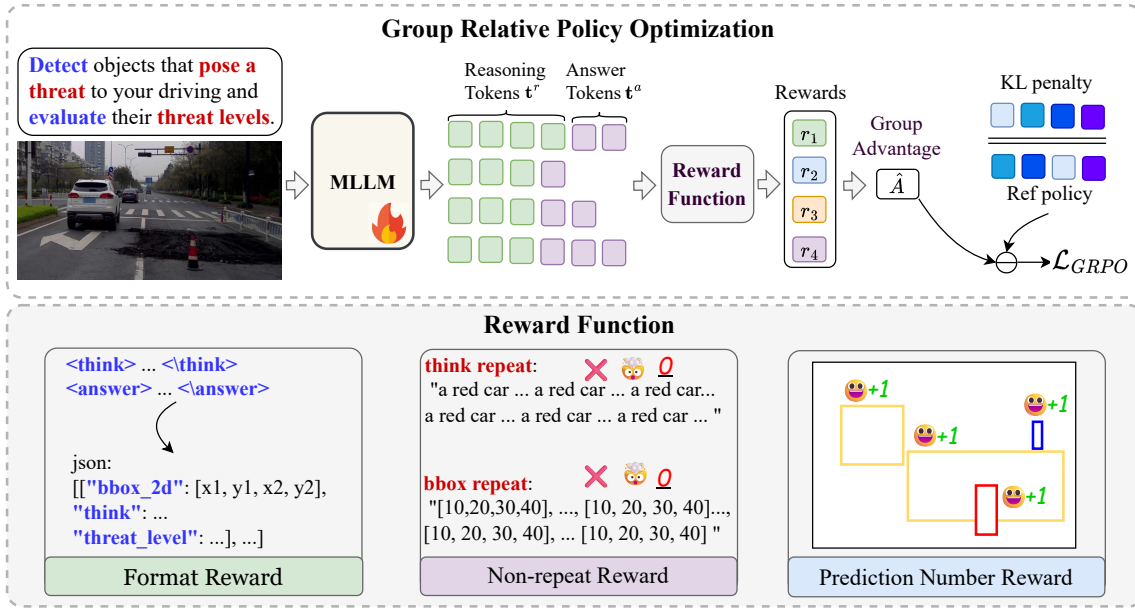 Group Relative Policy Optimization
Detect objects that pose a
threat to your driving and
evaluate their threat levels.
MLLM
Reasoning
Tokens t^r
Answer
Tokens t^a
Reward
Function
Rewards
r_1
r_2
r_3
r_4
Group
Advantage
Â
KL penalty
Ref policy
ℒ_GRPO
Reward Function
<think> ... <\think>
<answer> ... <\answer>
json:
[["bbox_2d": [x1, y1, x2, y2],
"think": ...
"threat_level": ...], ...]
Format Reward
think repeat:
0
"a red car ... a red car ... a red car...
a red car ... a red car ... a red car ... "
bbox repeat:
0
"[10,20,30,40], ..., [10, 20, 30, 40]...,
[10, 20, 30, 40], ... [10, 20, 30, 40] "
Non-repeat Reward
+1
+1
+1
+1
Prediction Number Reward